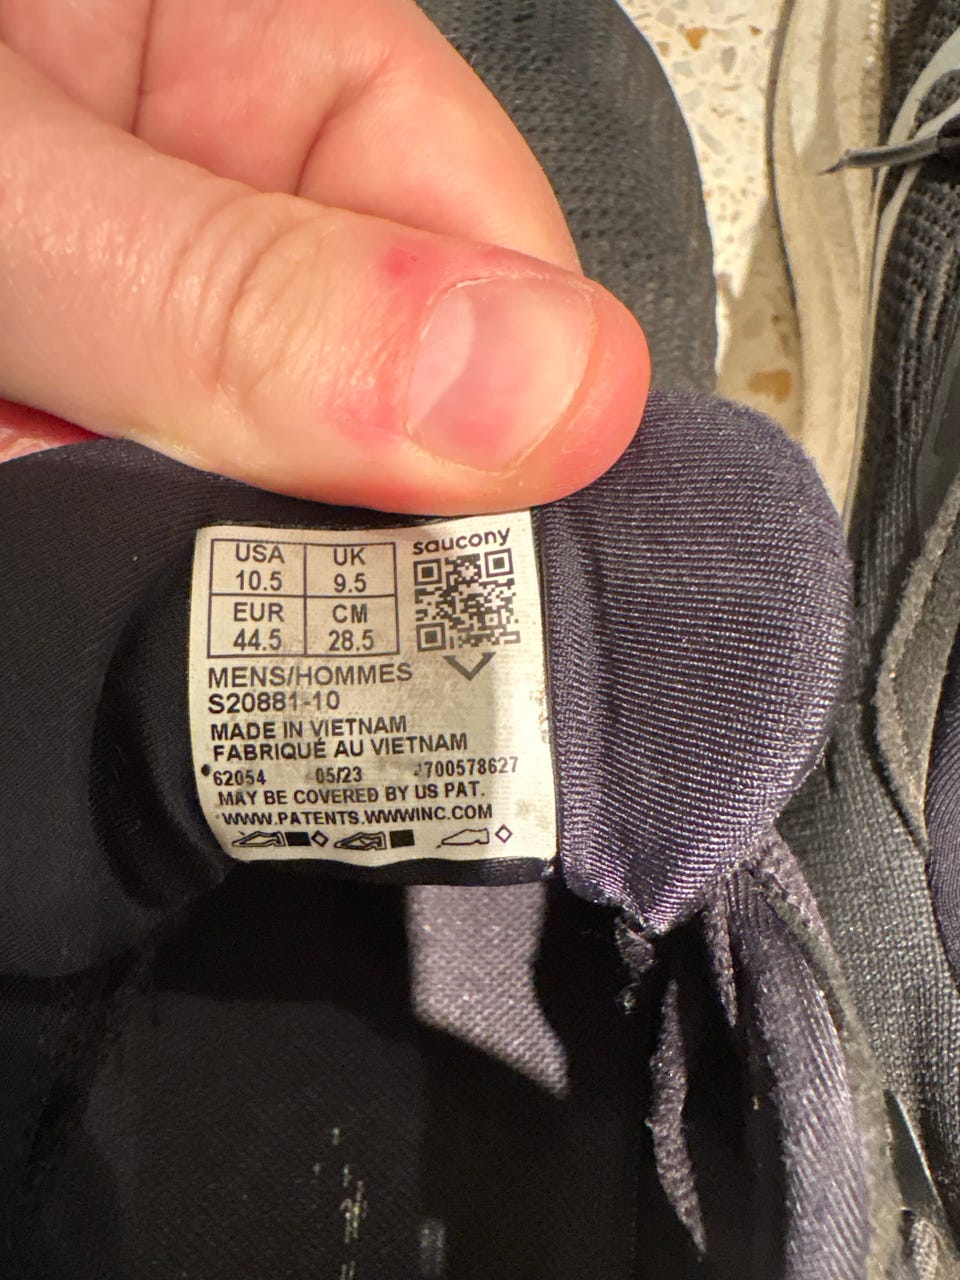 USA UK
10.5 9.5
EUR CM
44.5 28.5
saucony
MENS/HOMMES
S20881-10
MADE IN VIETNAM
FABRIQUÉ AU VIETNAM
62054 05/23 J700578627
MAY BE COVERED BY US PAT.
WWW.PATENTS.WWWINC.COM